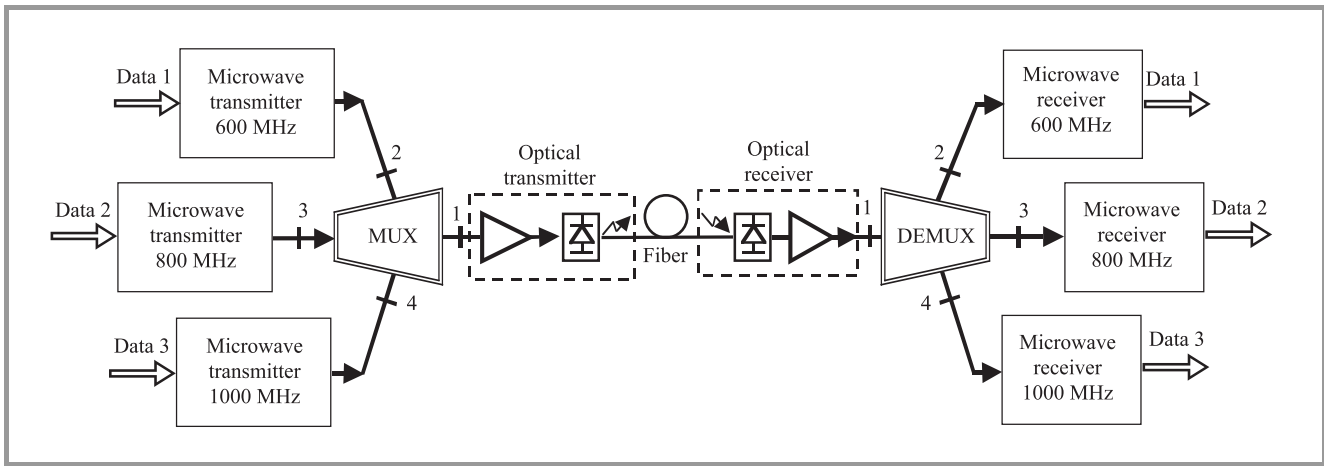 Data 1
Microwave
transmitter
600 MHz
2
Data 2
Microwave
transmitter
800 MHz
3
Data 3
Microwave
transmitter
1000 MHz
4
MUX
1
Optical
transmitter
Fiber
Optical
receiver
1
DEMUX
2
Microwave
receiver
600 MHz
Data 1
3
Microwave
receiver
800 MHz
Data 2
4
Microwave
receiver
1000 MHz
Data 3